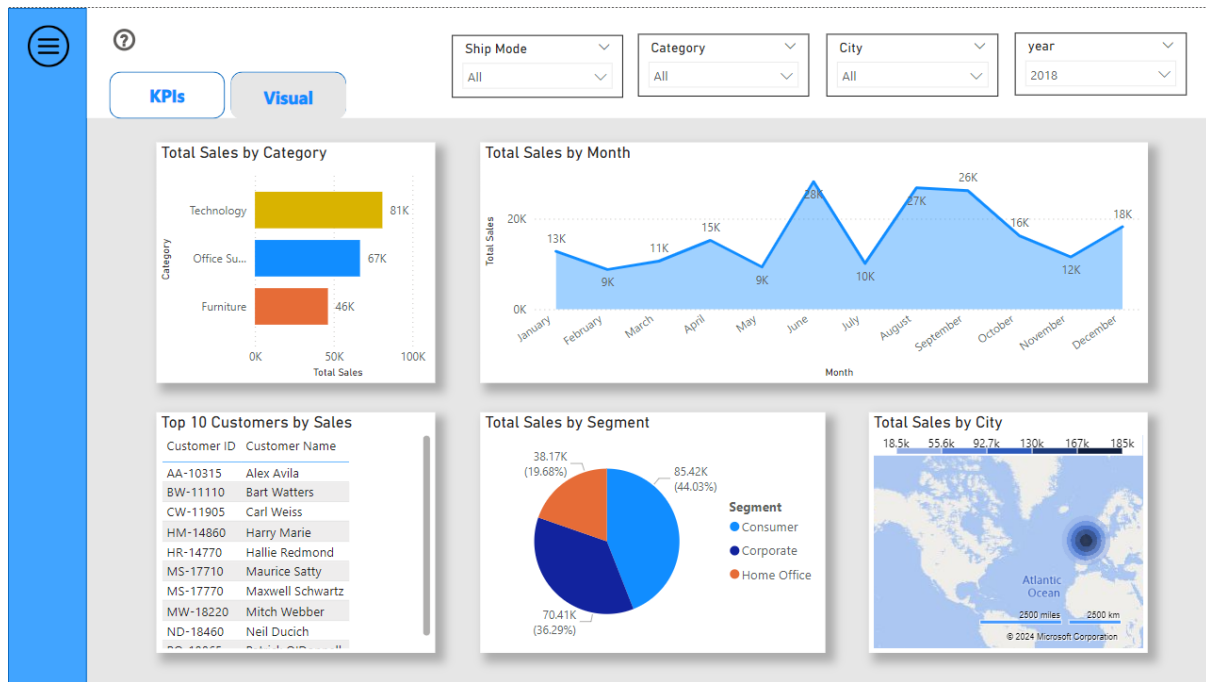 ?
Ship Mode
All
Category
All
City
All
year
2018
KPIs
Visual
Total Sales by Category
Category
Technology
81K
Office Su...
67K
Furniture
46K
0K
50K
100K
Total Sales
Total Sales by Month
Total Sales
20K
0K
13K
9K
11K
15K
9K
28K
10K
27K
26K
16K
12K
18K
January
February
March
April
May
June
July
August
September
October
November
December
Month
Top 10 Customers by Sales
Customer ID Customer Name
AA-10315 Alex Avila
BW-11110 Bart Watters
CW-11905 Carl Weiss
HM-14860 Harry Marie
HR-14770 Hallie Redmond
MS-17710 Maurice Satty
MS-17770 Maxwell Schwartz
MW-18220 Mitch Webber
ND-18460 Neil Ducich
Total Sales by Segment
38.17K
(19.68%)
85.42K
(44.03%)
70.41K
(36.29%)
Segment
Consumer
Corporate
Home Office
Total Sales by City
18.5k 55.6k 92.7k 130k 167k 185k
Atlantic
Ocean
2500 miles 2500 km
© 2024 Microsoft Corporation